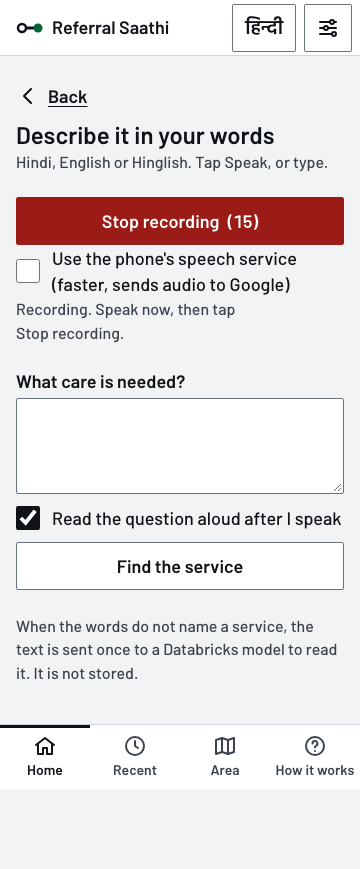 Referral Saathi
हिन्दी
Back
Describe it in your words
Hindi, English or Hinglish. Tap Speak, or type.
Stop recording (15)
Use the phone's speech service
(faster, sends audio to Google)
Recording. Speak now, then tap
Stop recording.
What care is needed?
Read the question aloud after I speak
Find the service
When the words do not name a service, the
text is sent once to a Databricks model to read
it. It is not stored.
Home
Recent
Area
How it works